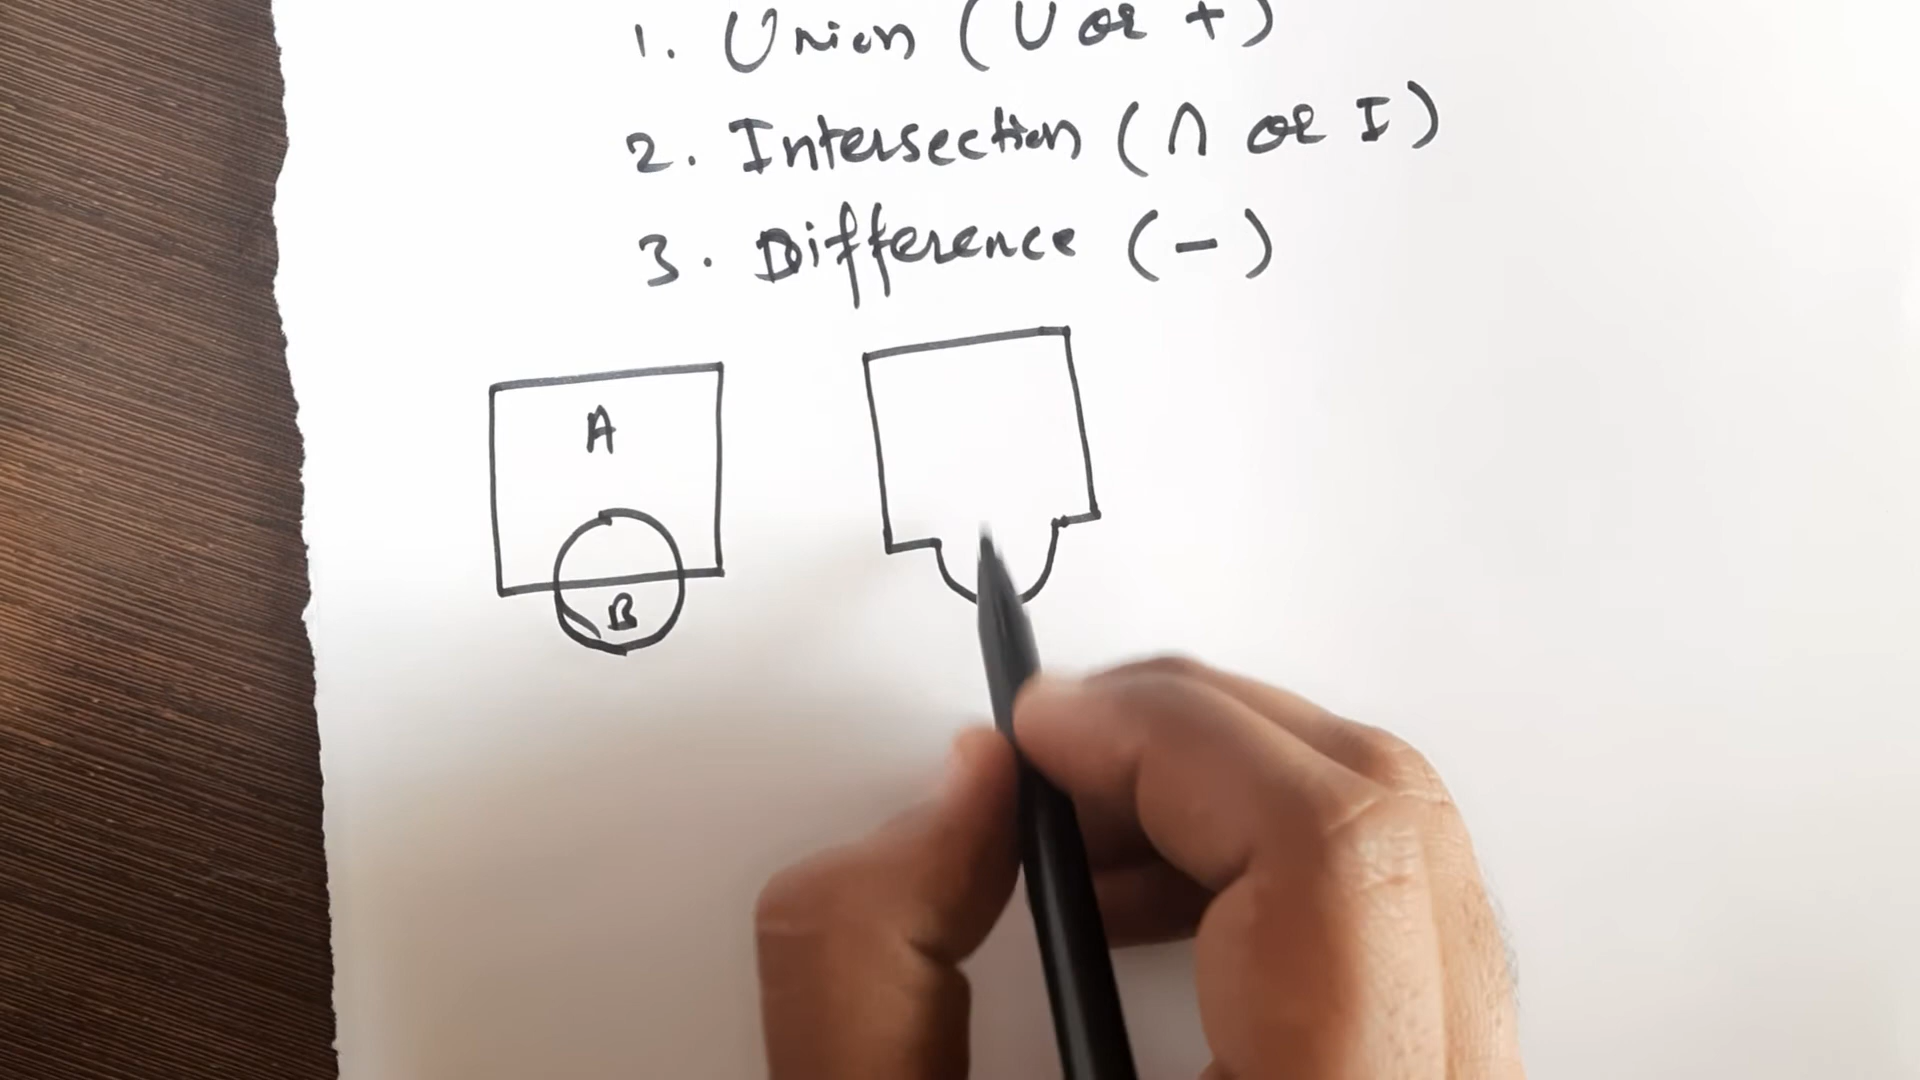 1. Union (U or +)
2. Intersection (∩ or I)
3. Difference (-)
A
B